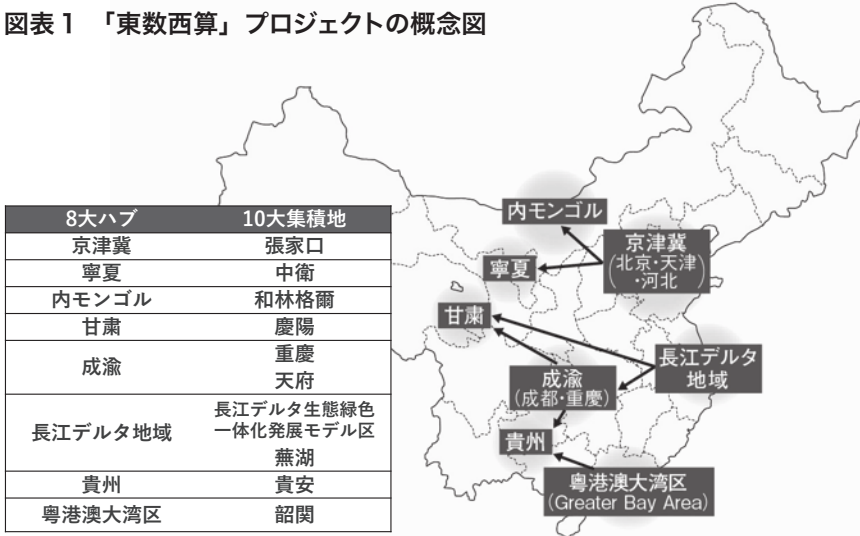 図表1 「東数西算」プロジェクトの概念図
8大ハブ 10大集積地
京津冀 張家口
寧夏 中衛
内モンゴル 和林格爾
甘粛 慶陽
成渝 重慶
天府
長江デルタ地域 長江デルタ生態緑色
一体化発展モデル区
蕪湖
貴州 貴安
粤港澳大湾区 韶関
内モンゴル
京津冀
(北京・天津
・河北)
寧夏
甘粛
長江デルタ
地域
成渝
(成都・重慶)
貴州
粤港澳大湾区
(Greater Bay Area)